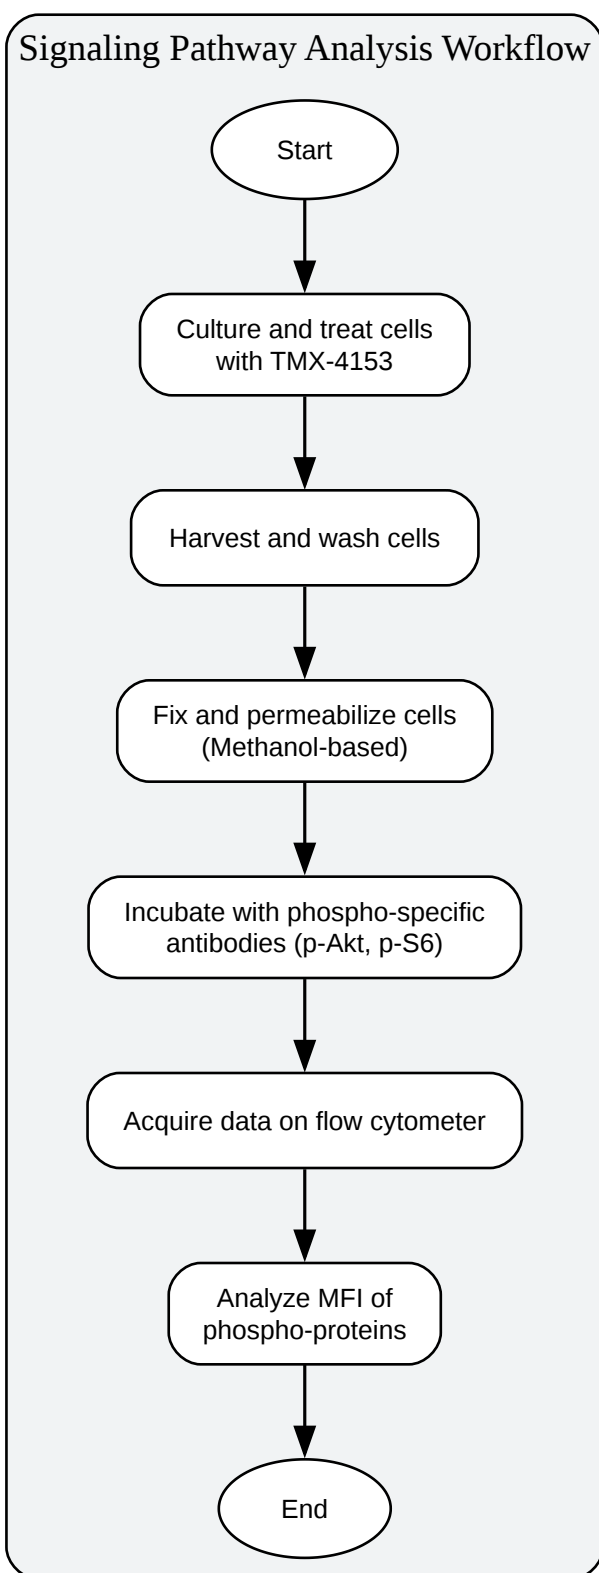 Signaling Pathway Analysis Workflow
Start
Culture and treat cells
with TMX-4153
Harvest and wash cells
Fix and permeabilize cells
(Methanol-based)
Incubate with phospho-specific
antibodies (p-Akt, p-S6)
Acquire data on flow cytometer
Analyze MFI of
phospho-proteins
End